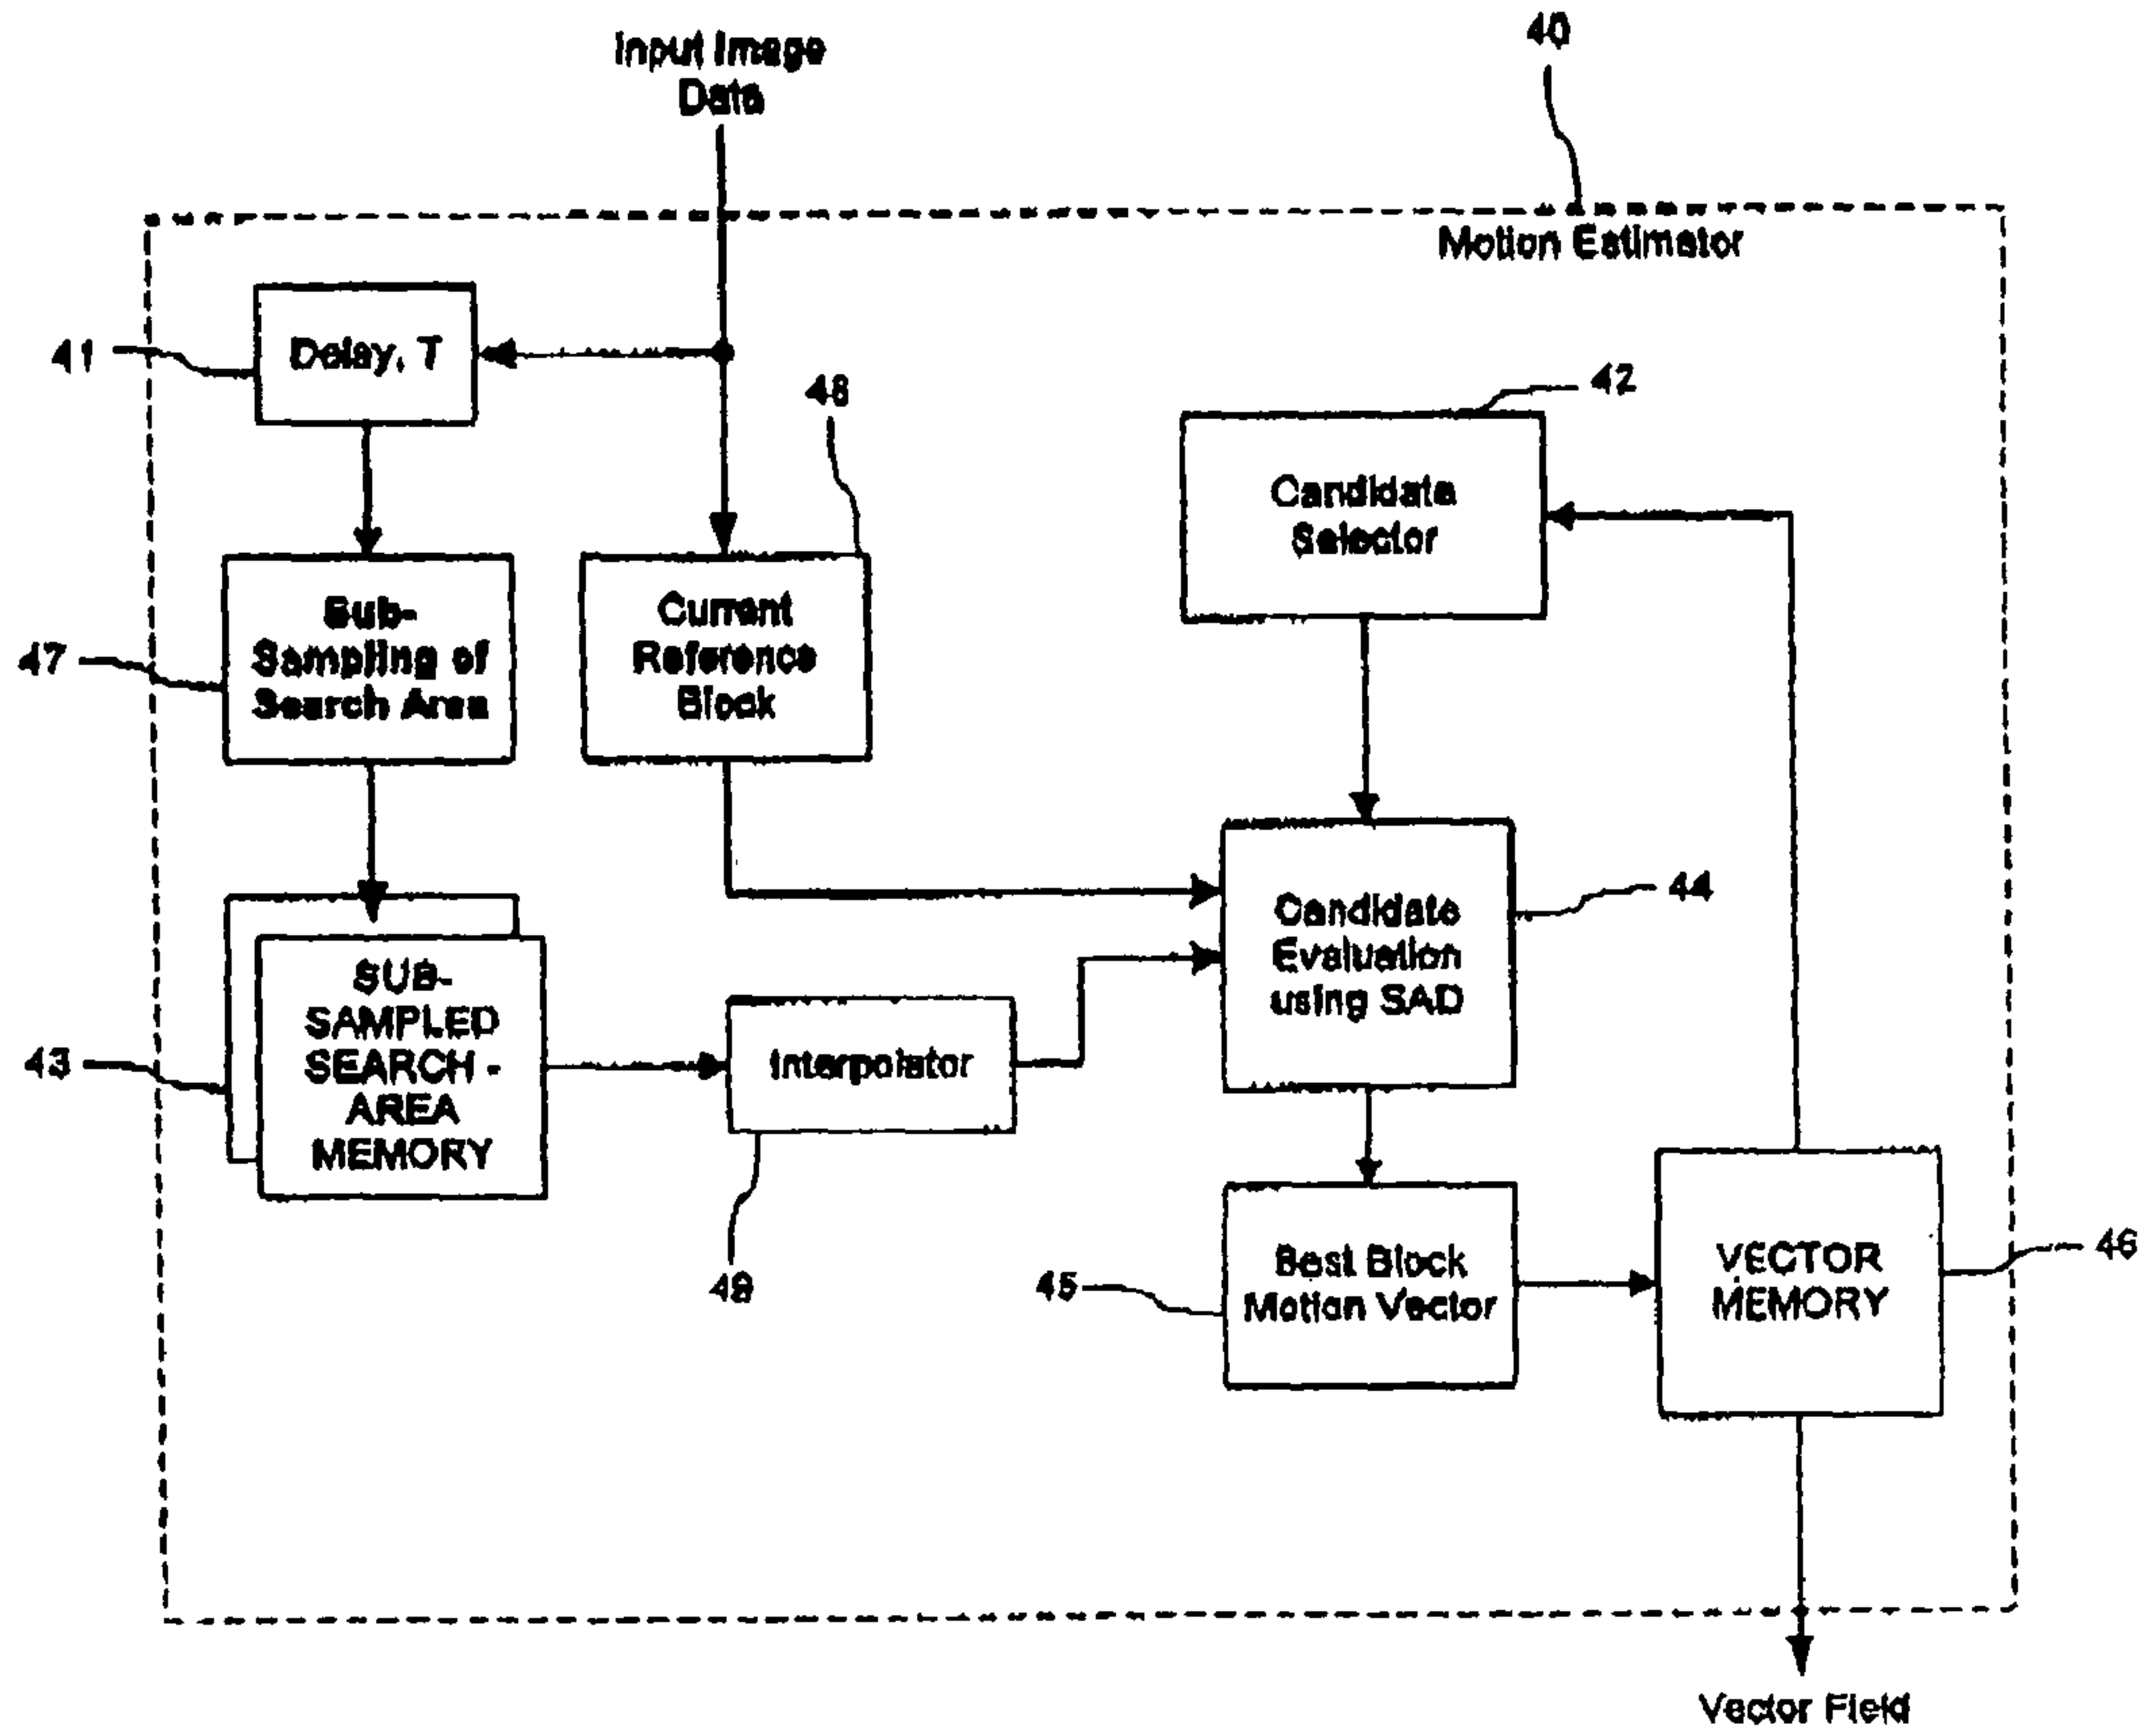 40
Input Image
Data
Motion Estimator
41
Delay, T
48
42
Candidate
Selector
47
Sub-
Sampling of
Search Area
Current
Reference
Block
44
Candidate
Evaluation
using SAD
43
SUB-
SAMPLED
SEARCH -
AREA
MEMORY
Interpolator
49
45
Best Block
Motion Vector
VECTOR
MEMORY
46
Vector Field